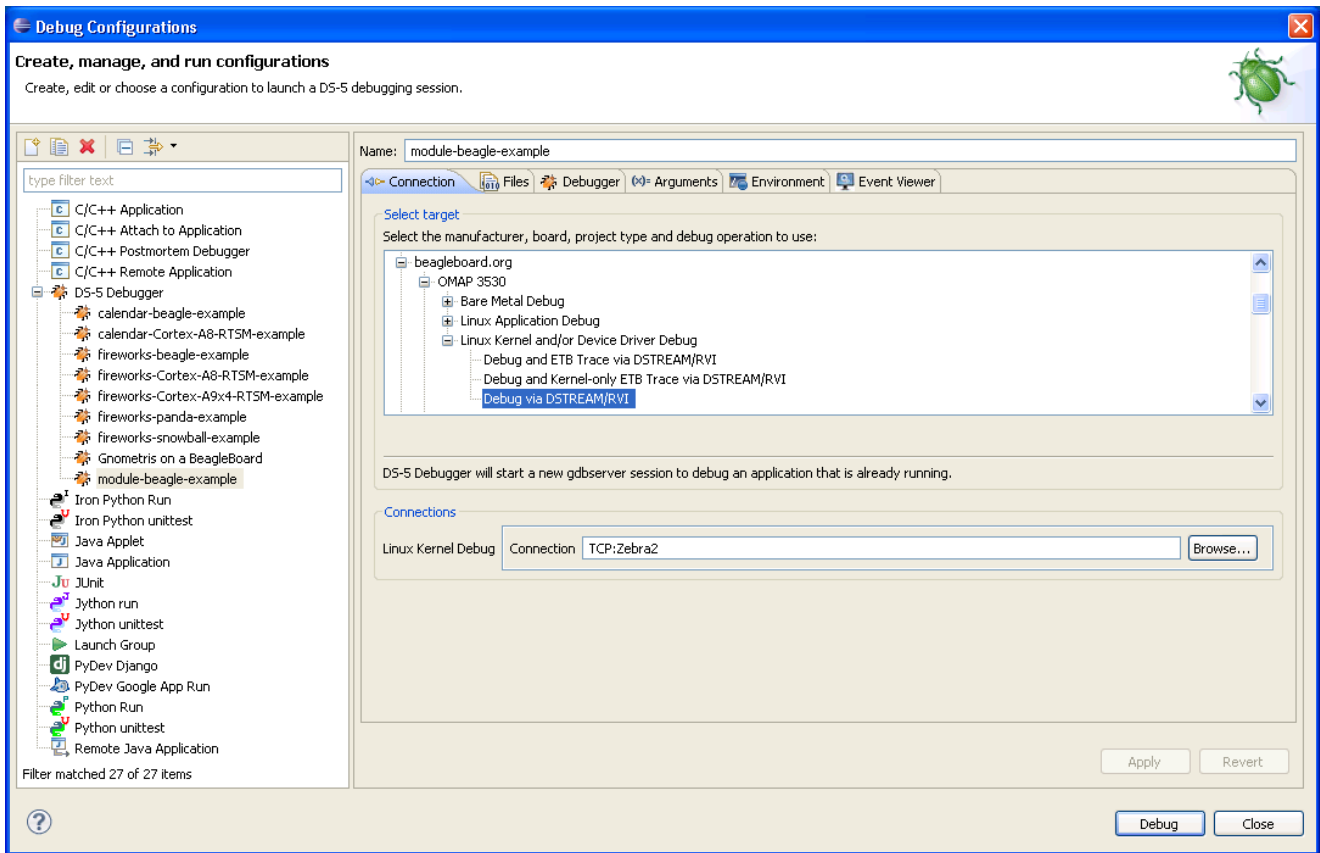 Debug Configurations
Create, manage, and run configurations
Create, edit or choose a configuration to launch a DS-5 debugging session.
type filter text
C/C++ Application
C/C++ Attach to Application
C/C++ Postmortem Debugger
C/C++ Remote Application
DS-5 Debugger
calendar-beagle-example
calendar-Cortex-A8-RTSM-example
fireworks-beagle-example
fireworks-Cortex-A8-RTSM-example
fireworks-Cortex-A9x4-RTSM-example
fireworks-panda-example
fireworks-snowball-example
Gnometris on a BeagleBoard
module-beagle-example
Iron Python Run
Iron Python unittest
Java Applet
Java Application
JUnit
Jython run
Jython unittest
Launch Group
PyDev Django
PyDev Google App Run
Python Run
Python unittest
Remote Java Application
Filter matched 27 of 27 items
Name: module-beagle-example
Connection Files Debugger (x)= Arguments Environment Event Viewer
Select target
Select the manufacturer, board, project type and debug operation to use:
beagleboard.org
OMAP 3530
Bare Metal Debug
Linux Application Debug
Linux Kernel and/or Device Driver Debug
Debug and ETB Trace via DSTREAM/RVI
Debug and Kernel-only ETB Trace via DSTREAM/RVI
Debug via DSTREAM/RVI
DS-5 Debugger will start a new gdbserver session to debug an application that is already running.
Connections
Linux Kernel Debug Connection TCP:Zebra2 Browse...
Apply Revert
Debug Close